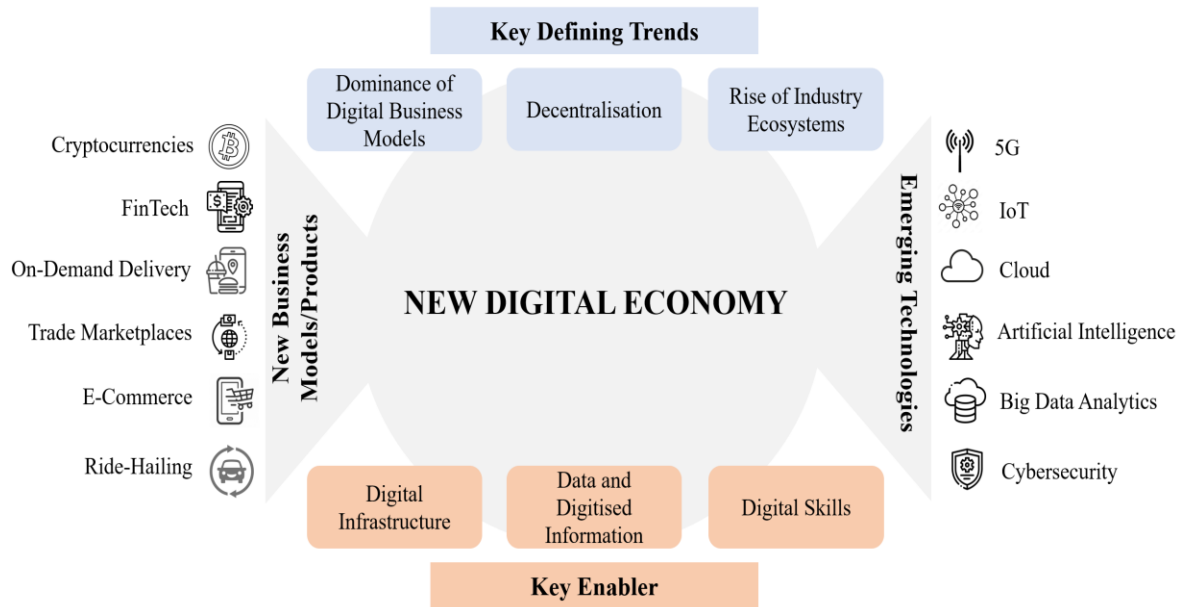 Key Defining Trends
Dominance of
Digital Business
Models
Decentralisation
Rise of Industry
Ecosystems
Cryptocurrencies
FinTech
On-Demand Delivery
Trade Marketplaces
E-Commerce
Ride-Hailing
New Business
Models/Products
NEW DIGITAL ECONOMY
Emerging Technologies
5G
IoT
Cloud
Artificial Intelligence
Big Data Analytics
Cybersecurity
Digital
Infrastructure
Data and
Digitised
Information
Digital Skills
Key Enabler